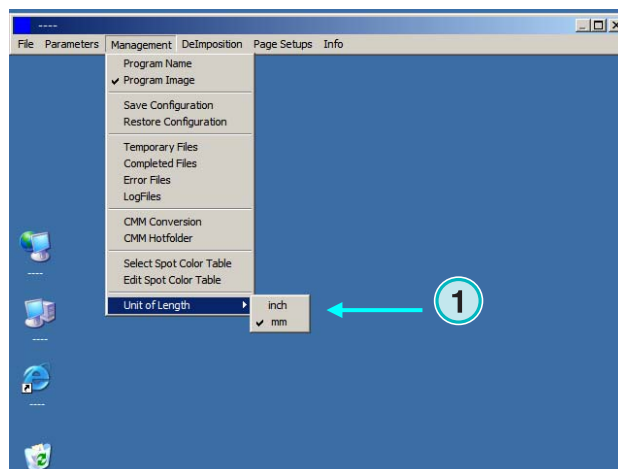 ----
File Parameters Management DeImposition Page Setups Info
Program Name
✔ Program Image
Save Configuration
Restore Configuration
Temporary Files
Completed Files
Error Files
LogFiles
CMM Conversion
CMM Hotfolder
Select Spot Color Table
Edit Spot Color Table
Unit of Length
inch
✔ mm
1
----
----
----